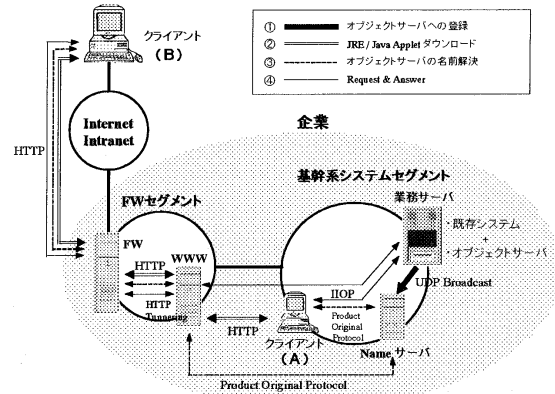 ① オブジェクトサーバへの登録
② JRE / Java Applet ダウンロード
③ オブジェクトサーバの名前解決
④ Request & Answer
クライアント
(B)
Internet
Intranet
HTTP
企業
基幹系システムセグメント
業務サーバ
・既存システム
+
・オブジェクトサーバ
UDP Broadcast
FWセグメント
FW
WWW
HTTP
HTTP
Tunnering
HTTP
IIOP
Product
Original
Protocol
クライアント
(A)
Name サーバ
Product Original Protocol